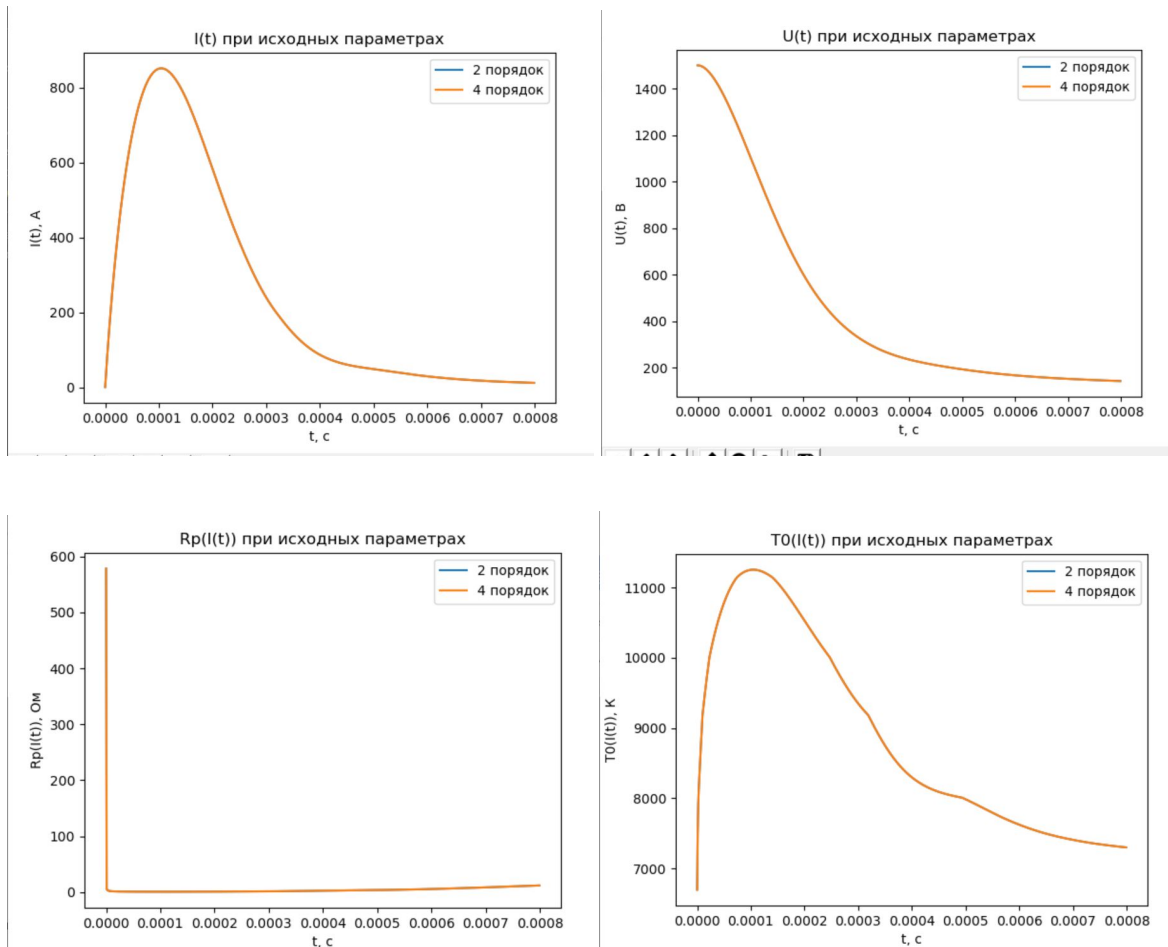 I(t) при исходных параметрах
2 порядок
4 порядок
800
600
400
200
0
I(t), А
0.0000 0.0001 0.0002 0.0003 0.0004 0.0005 0.0006 0.0007 0.0008
t, с
U(t) при исходных параметрах
2 порядок
4 порядок
1400
1200
1000
800
600
400
200
U(t), В
0.0000 0.0001 0.0002 0.0003 0.0004 0.0005 0.0006 0.0007 0.0008
t, с
Rp(I(t)) при исходных параметрах
2 порядок
4 порядок
600
500
400
300
200
100
0
Rp(I(t)), Ом
0.0000 0.0001 0.0002 0.0003 0.0004 0.0005 0.0006 0.0007 0.0008
t, с
T0(I(t)) при исходных параметрах
2 порядок
4 порядок
11000
10000
9000
8000
7000
T0(I(t)), К
0.0000 0.0001 0.0002 0.0003 0.0004 0.0005 0.0006 0.0007 0.0008
t, с